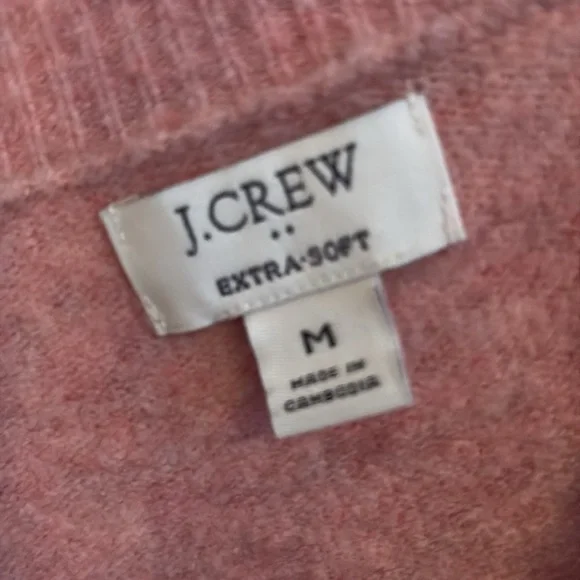 J.CREW
••
EXTRA-SOFT
M
MADE IN
CAMBODIA